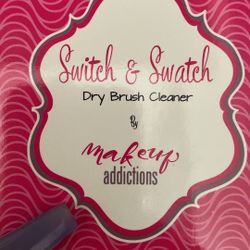 Switch & Swatch
Dry Brush Cleaner
By
makeup
addictions